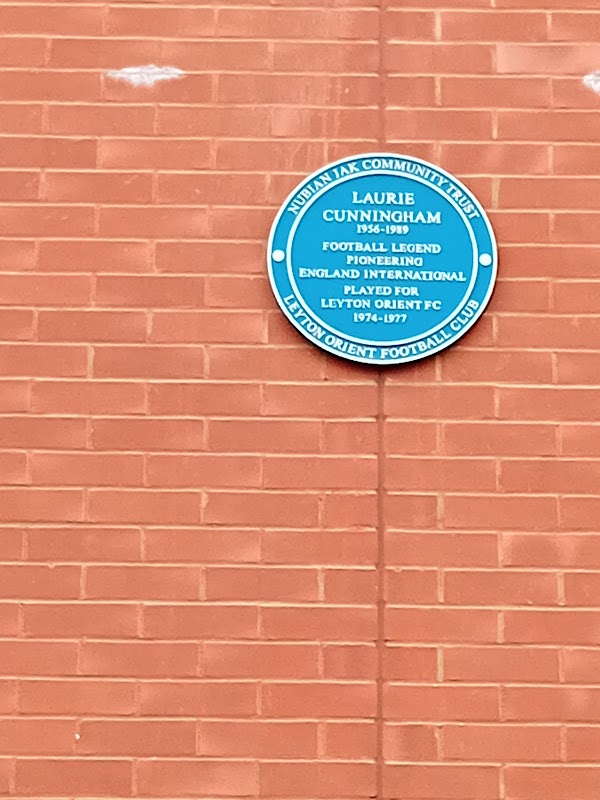 NUBIAN JAK COMMUNITY TRUST
LAURIE
CUNNINGHAM
1956-1989
FOOTBALL LEGEND
PIONEERING
ENGLAND INTERNATIONAL
PLAYED FOR
LEYTON ORIENT FC
1974-1977
LEYTON ORIENT FOOTBALL CLUB